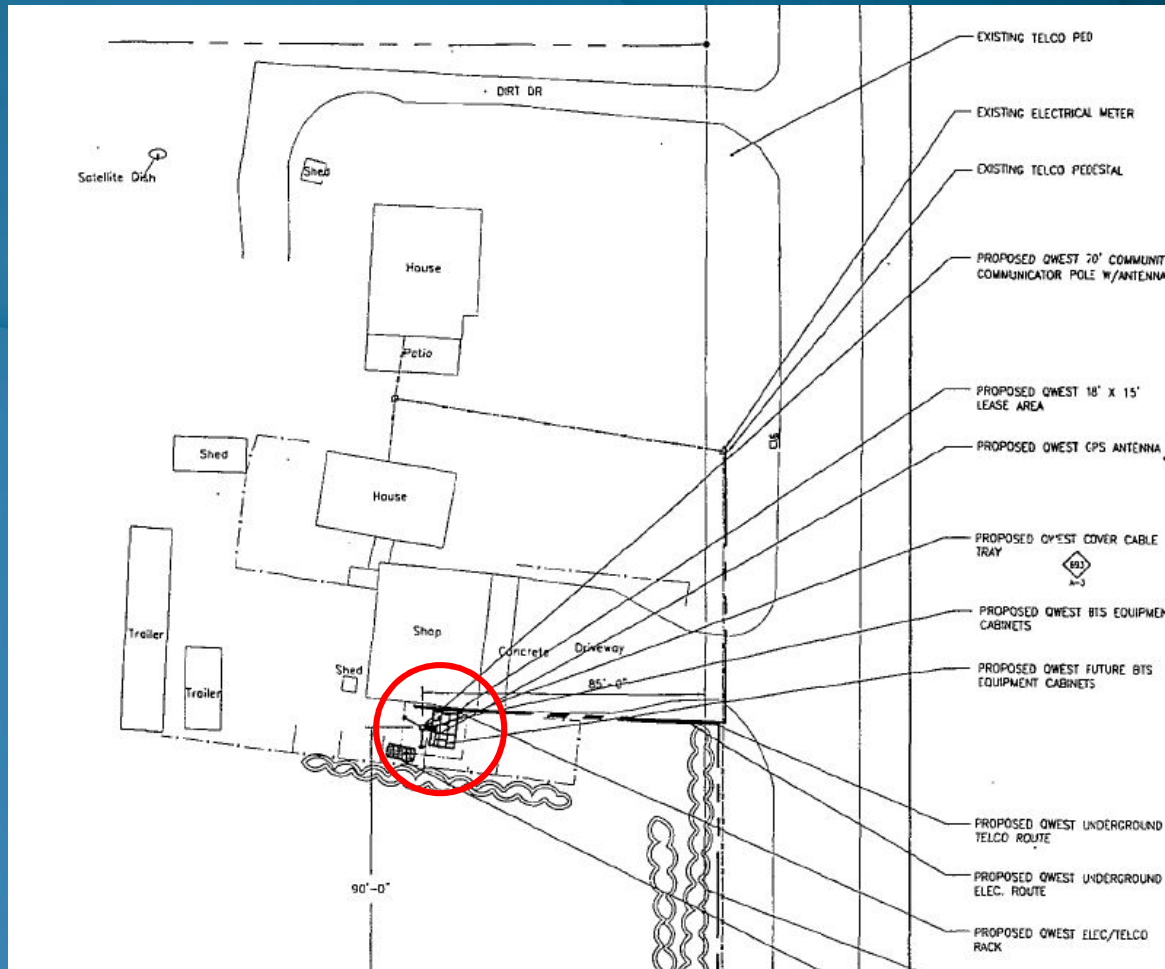 EXISTING TELCO PED
DIRT DR
EXISTING ELECTRICAL METER
Satellite Dish
Shed
EXISTING TELCO PEDESTAL
House
PROPOSED QWEST 70' COMMUNIT
COMMUNICATOR POLE W/ANTENNA
Patio
PROPOSED QWEST 18' X 15'
LEASE AREA
PROPOSED QWEST GPS ANTENNA
Shed
House
PROPOSED QWEST COVER CABLE
TRAY
693
A-3
PROPOSED QWEST BTS EQUIPMEN
CABINETS
Trailer
Shop
Concrete
Driveway
PROPOSED QWEST FUTURE BTS
EQUIPMENT CABINETS
Shed
Trailer
85'-0"
PROPOSED QWEST UNDERGROUND
TELCO ROUTE
90'-0"
PROPOSED QWEST UNDERGROUND
ELEC. ROUTE
PROPOSED QWEST ELEC/TELCO
RACK